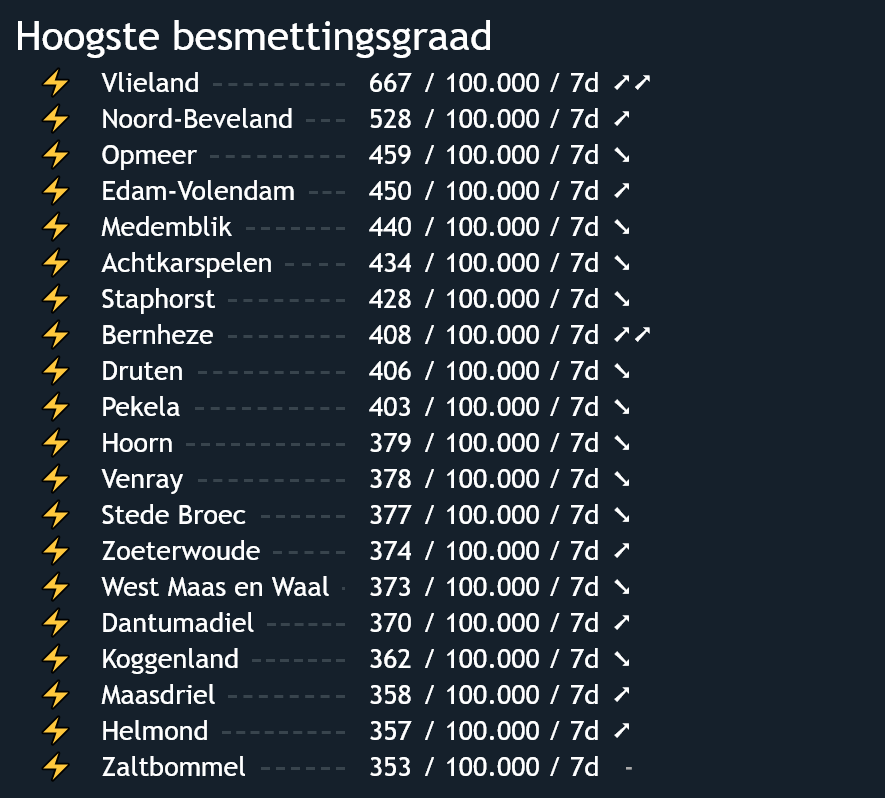 Hoogste besmettingsgraad
⚡ Vlieland --------- 667 / 100.000 / 7d ➚➚
⚡ Noord-Beveland --- 528 / 100.000 / 7d ➚
⚡ Opmeer --------- 459 / 100.000 / 7d ➘
⚡ Edam-Volendam --- 450 / 100.000 / 7d ➚
⚡ Medemblik ------- 440 / 100.000 / 7d ➘
⚡ Achtkarspelen ---- 434 / 100.000 / 7d ➘
⚡ Staphorst -------- 428 / 100.000 / 7d ➘
⚡ Bernheze -------- 408 / 100.000 / 7d ➚➚
⚡ Druten ---------- 406 / 100.000 / 7d ➘
⚡ Pekela ---------- 403 / 100.000 / 7d ➘
⚡ Hoorn ----------- 379 / 100.000 / 7d ➘
⚡ Venray ---------- 378 / 100.000 / 7d ➘
⚡ Stede Broec ------ 377 / 100.000 / 7d ➘
⚡ Zoeterwoude ----- 374 / 100.000 / 7d ➚
⚡ West Maas en Waal - 373 / 100.000 / 7d ➘
⚡ Dantumadiel ------ 370 / 100.000 / 7d ➚
⚡ Koggenland ------- 362 / 100.000 / 7d ➘
⚡ Maasdriel -------- 358 / 100.000 / 7d ➚
⚡ Helmond --------- 357 / 100.000 / 7d ➚
⚡ Zaltbommel ------ 353 / 100.000 / 7d -